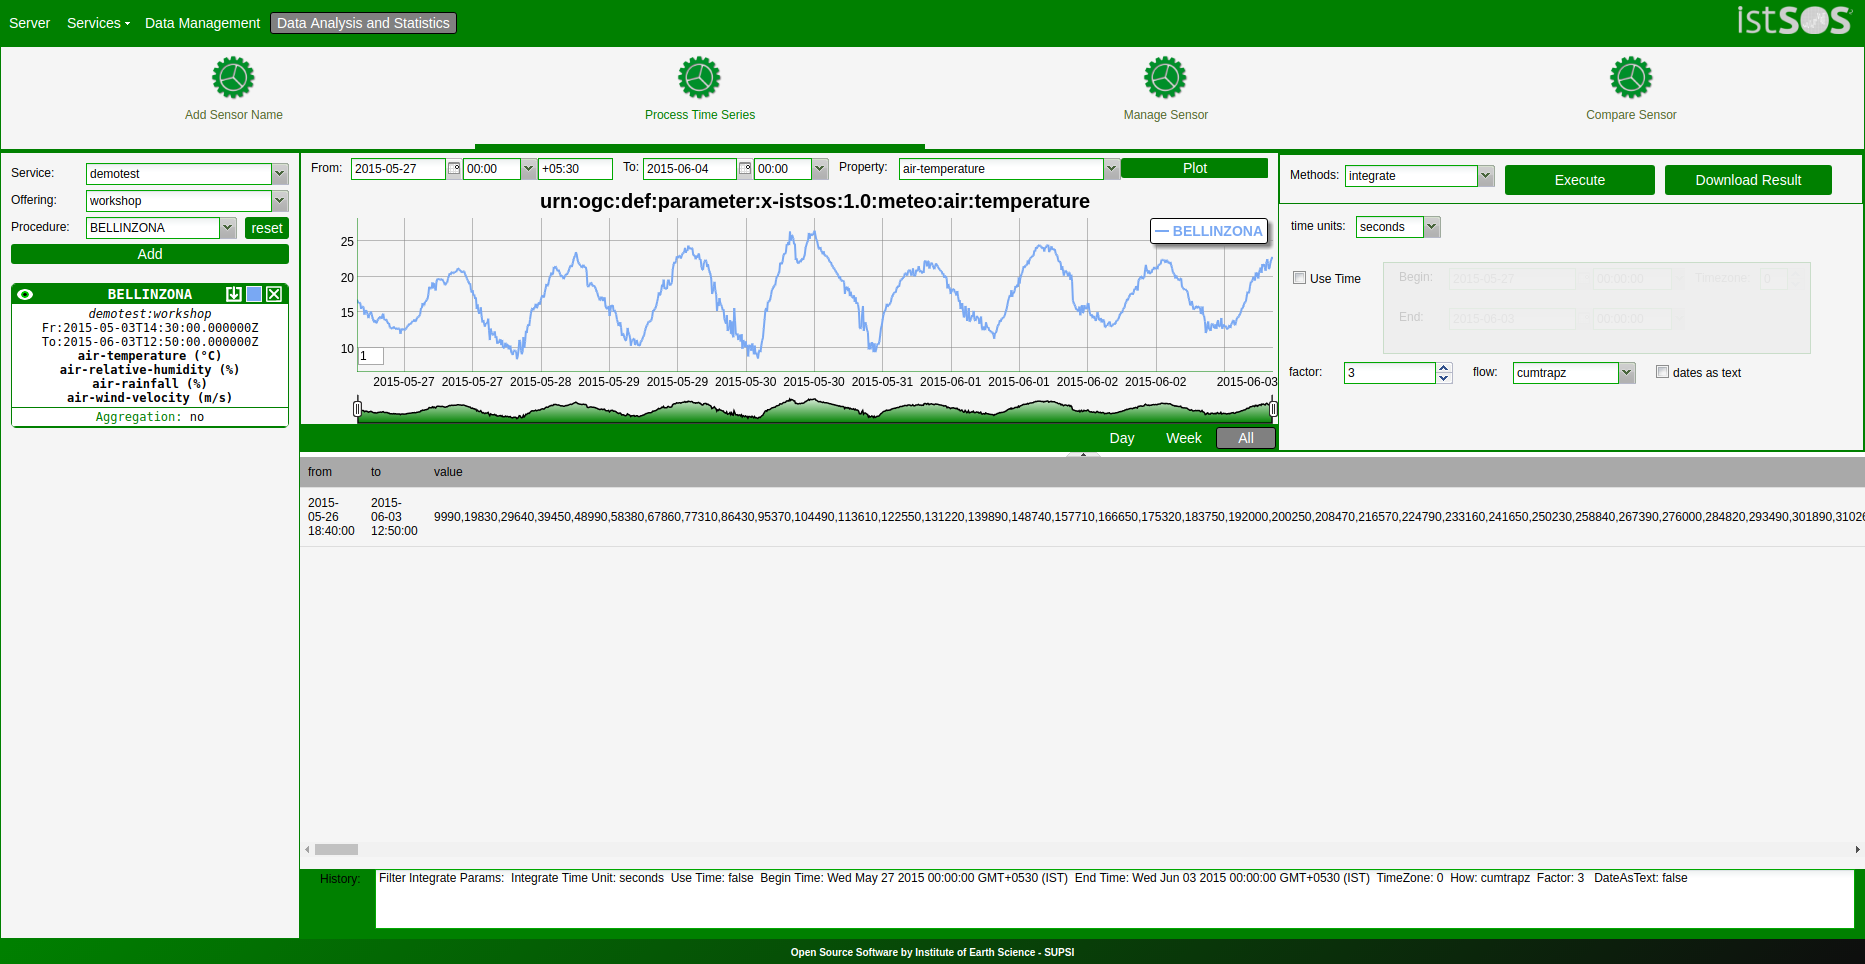 Server Services Data Management Data Analysis and Statistics istSOS
Add Sensor Name Process Time Series Manage Sensor Compare Sensor
Service: demotest
Offering: workshop
Procedure: BELLINZONA reset
Add
BELLINZONA
demotest:workshop
Fr:2015-05-03T14:30:00.000000Z
To:2015-06-03T12:50:00.000000Z
air-temperature (°C)
air-relative-humidity (%)
air-rainfall (%)
air-wind-velocity (m/s)
Aggregation: no
From: 2015-05-27 00:00 +05:30 To: 2015-06-04 00:00 Property: air-temperature Plot
urn:ogc:def:parameter:x-istsos:1.0:meteo:air:temperature
BELLINZONA
25
20
15
10
1
2015-05-27 2015-05-27 2015-05-28 2015-05-29 2015-05-29 2015-05-30 2015-05-30 2015-05-31 2015-06-01 2015-06-01 2015-06-02 2015-06-02 2015-06-03
Day Week All
Methods: integrate Execute Download Result
time units: seconds
Use Time Begin: 2015-05-27 00:00:00 Timezone: 0
End: 2015-06-03 00:00:00
factor: 3 flow: cumtrapz dates as text
from to value
2015-05-26 18:40:00 2015-06-03 12:50:00 9990,19830,29640,39450,48990,58380,67860,77310,86430,95370,104490,113610,122550,131220,139890,148740,157710,166650,175320,183750,192000,200250,208470,216570,224790,233160,241650,250230,258840,267390,276000,284820,293490,301890,31026
History: Filter Integrate Params: Integrate Time Unit: seconds Use Time: false Begin Time: Wed May 27 2015 00:00:00 GMT+0530 (IST) End Time: Wed Jun 03 2015 00:00:00 GMT+0530 (IST) TimeZone: 0 How: cumtrapz Factor: 3 DateAsText: false
Open Source Software by Institute of Earth Science - SUPSI